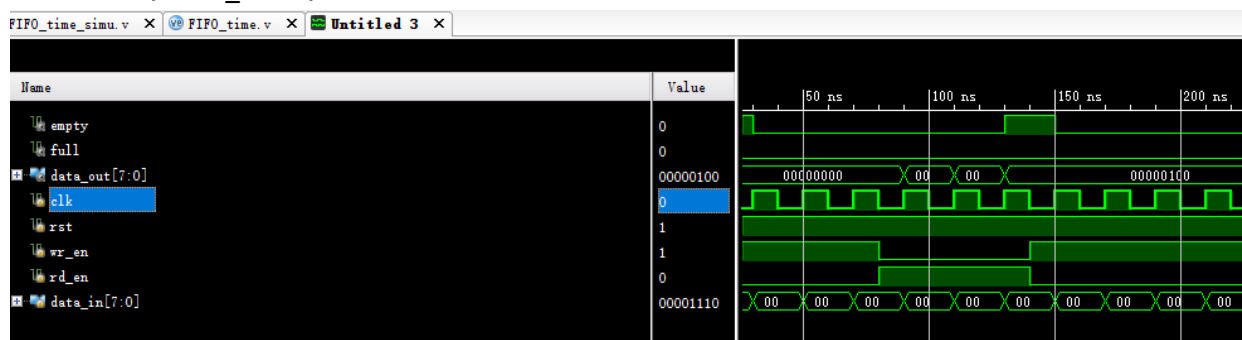 FIFO_time_simu.v X FIFO_time.v X Untitled 3 X
Name Value
50 ns 100 ns 150 ns 200 ns
empty 0
full 0
data_out[7:0] 00000100 00000000 00 00 00000100
clk 0
rst 1
wr_en 1
rd_en 0
data_in[7:0] 00001110 00 00 00 00 00 00 00 00 00 00